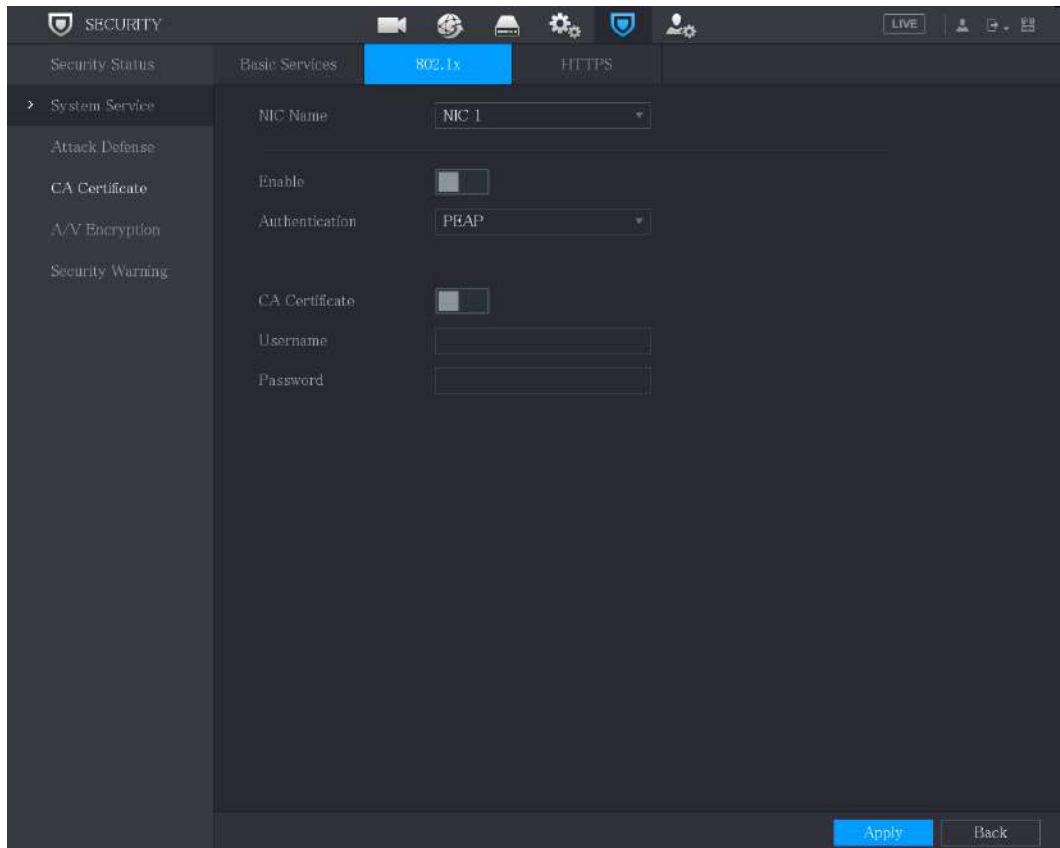 SECURITY
LIVE
Security Status
System Service
Attack Defense
CA Certificate
A/V Encryption
Security Warning
Basic Services 802.1x HTTPS
NIC Name NIC 1
Enable
Authentication PEAP
CA Certificate
Username
Password
Apply Back